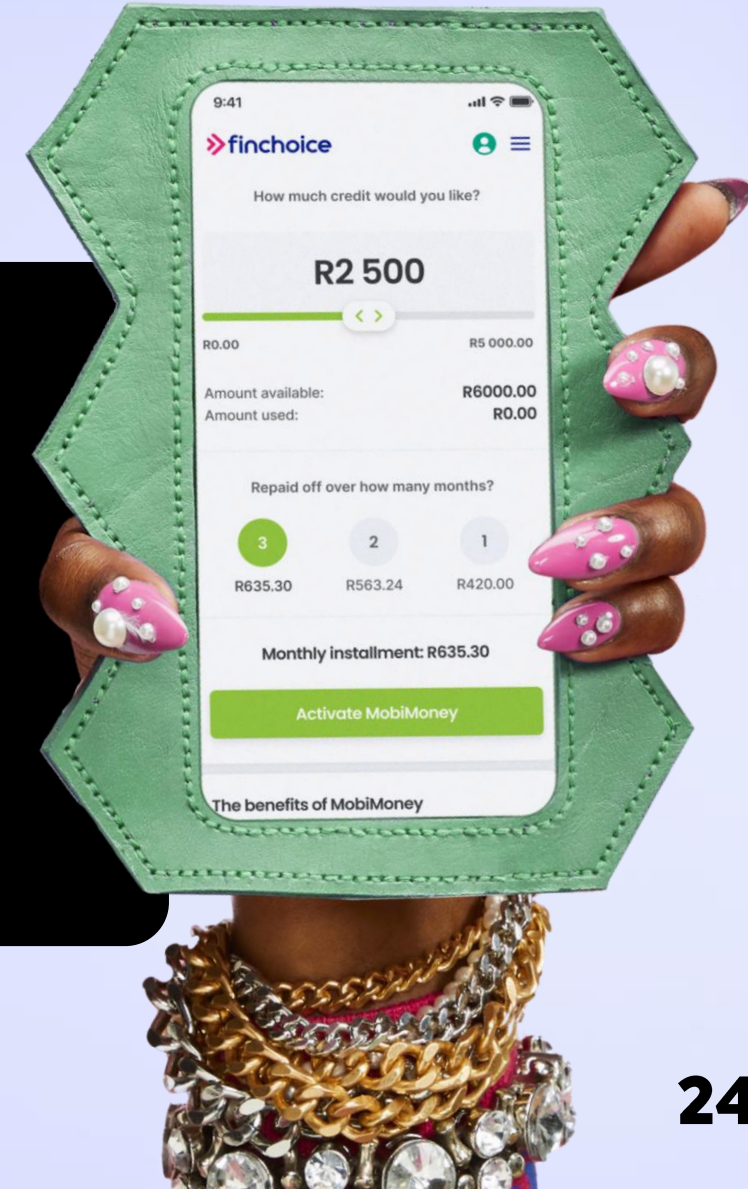 9:41
finchoice
How much credit would you like?
R2 500
R0.00 R5 000.00
Amount available: R6000.00
Amount used: R0.00
Repaid off over how many months?
3 2 1
R635.30 R563.24 R420.00
Monthly installment: R635.30
Activate MobiMoney
The benefits of MobiMoney
24